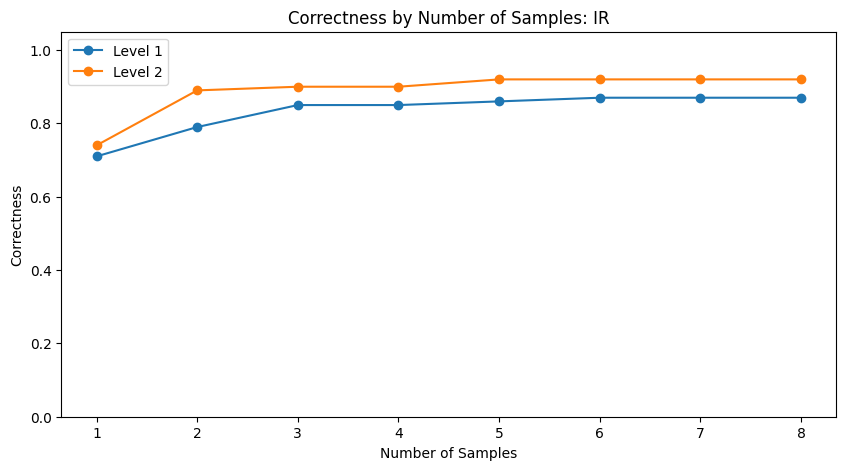 Correctness by Number of Samples: IR
Level 1
Level 2
1.0
0.8
0.6
0.4
0.2
0.0
Correctness
1 2 3 4 5 6 7 8
Number of Samples